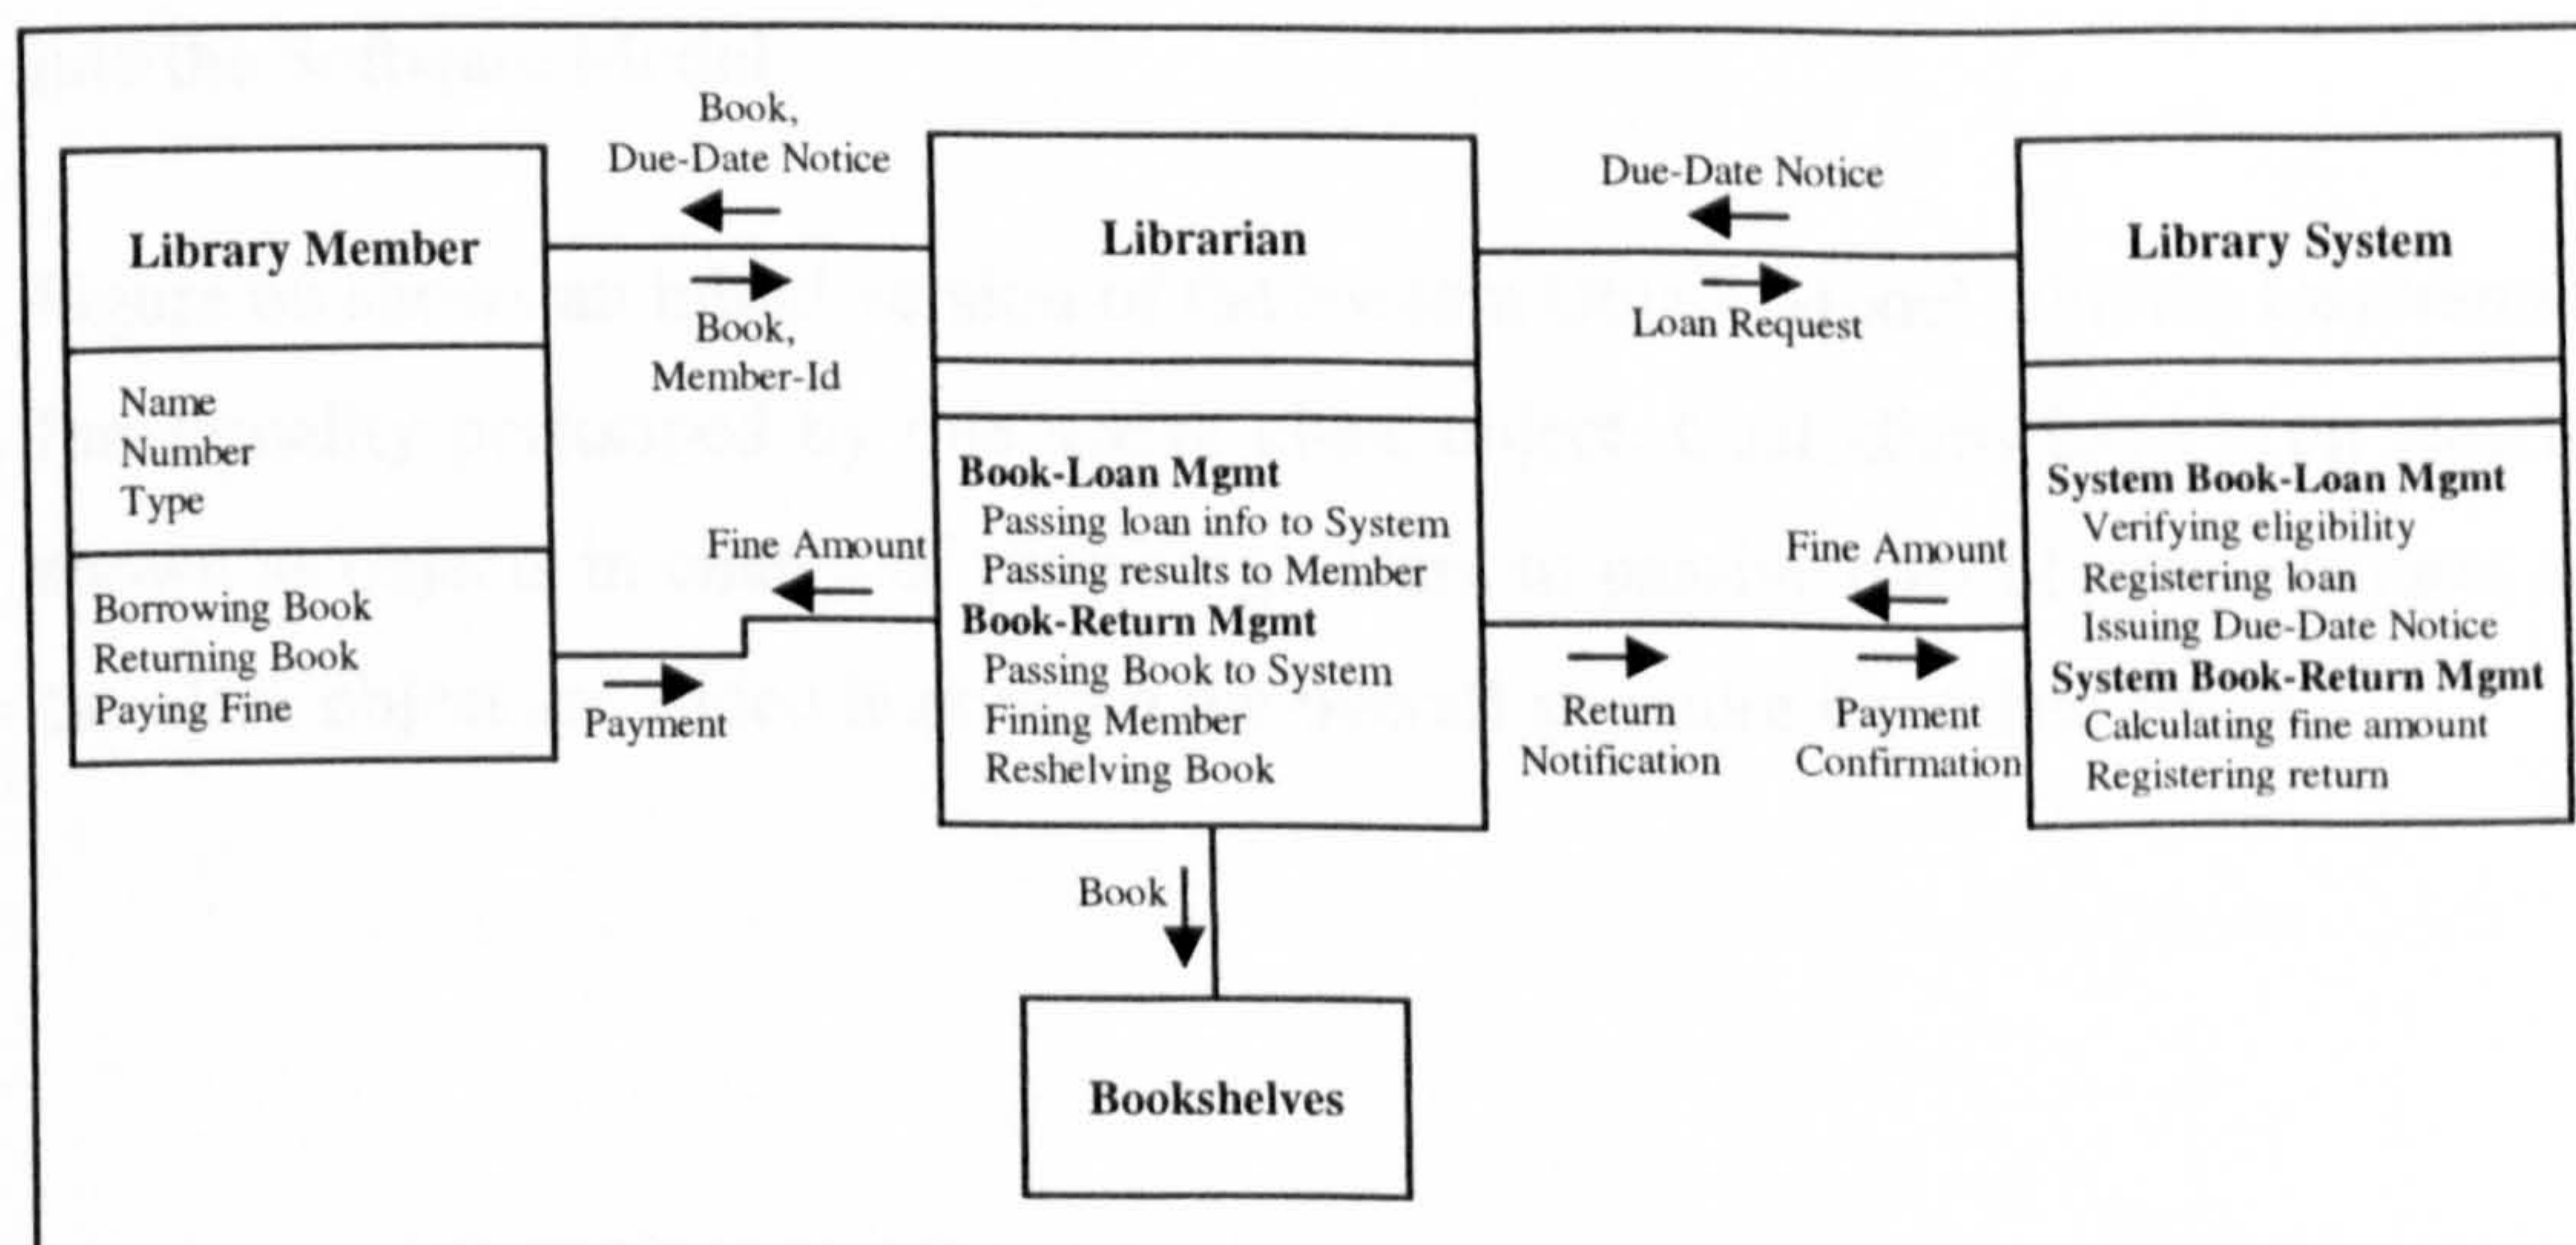 Book,
Due-Date Notice
Library Member
Book,
Member-Id
Name
Number
Type
Borrowing Book
Returning Book
Paying Fine
Fine Amount
Payment
Librarian
Book-Loan Mgmt
Passing loan info to System
Passing results to Member
Book-Return Mgmt
Passing Book to System
Fining Member
Reshelving Book
Due-Date Notice
Loan Request
Fine Amount
Return
Notification
Payment
Confirmation
Library System
System Book-Loan Mgmt
Verifying eligibility
Registering loan
Issuing Due-Date Notice
System Book-Return Mgmt
Calculating fine amount
Registering return
Book
Bookshelves